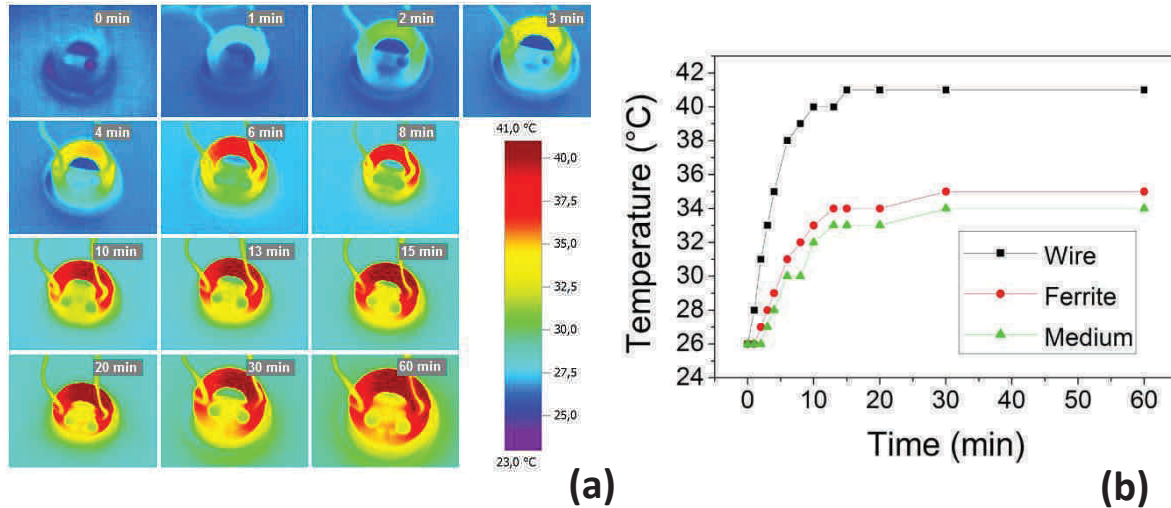 0 min
1 min
2 min
3 min
4 min
6 min
8 min
10 min
13 min
15 min
20 min
30 min
60 min
41,0 °C
40,0
37,5
35,0
32,5
30,0
27,5
25,0
23,0 °C
(a)
Temperature (°C)
42
40
38
36
34
32
30
28
26
24
Wire
Ferrite
Medium
0 10 20 30 40 50 60
Time (min)
(b)